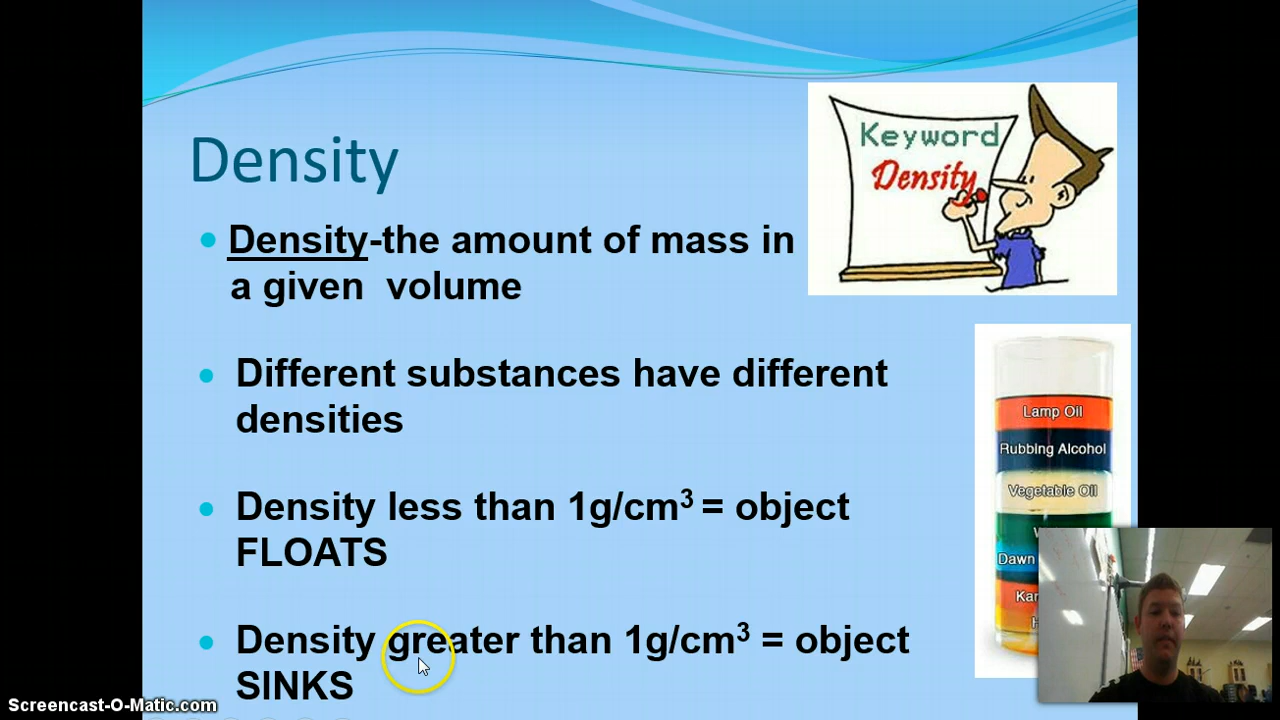 Density
Keyword
Density
Density-the amount of mass in
a given volume
Different substances have different
densities
Density less than 1g/cm³ = object
FLOATS
Density greater than 1g/cm³ = object
SINKS
Lamp Oil
Rubbing Alcohol
Vegetable Oil
Dawn
Screencast-O-Matic.com